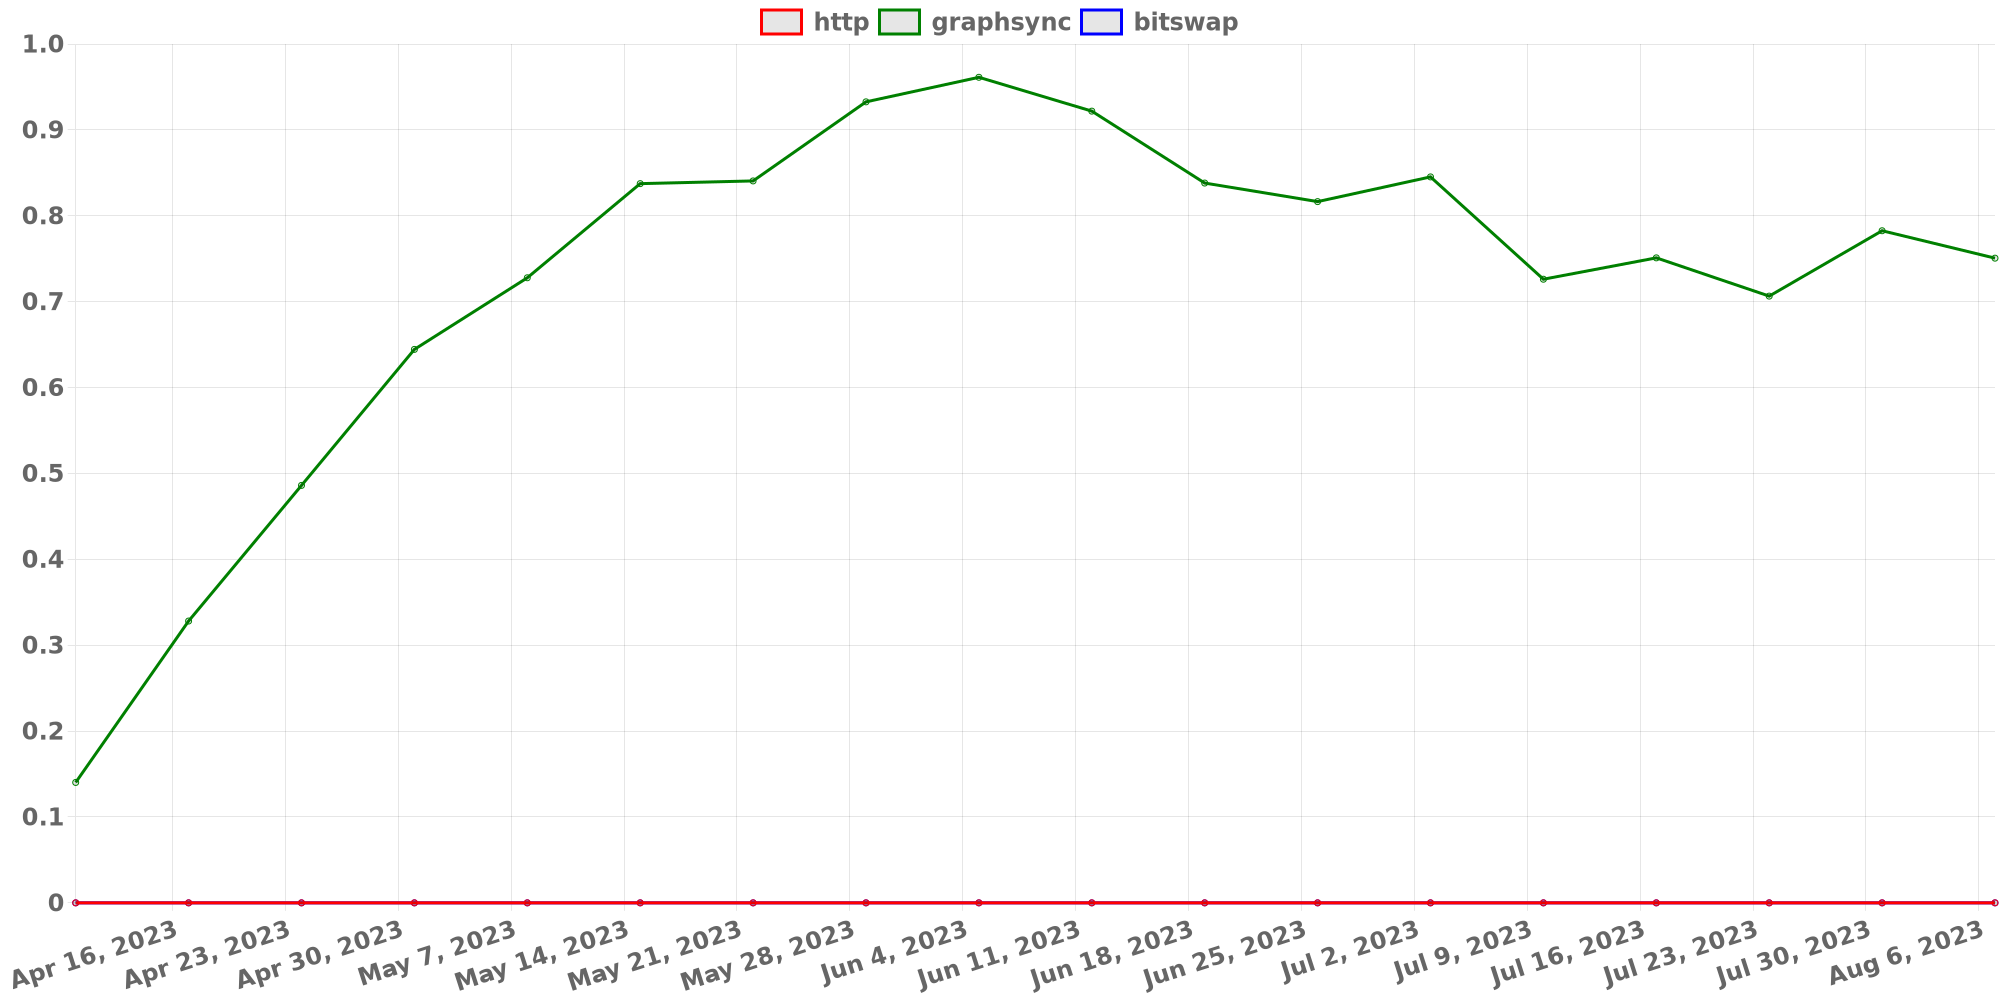 http graphsync bitswap
1.0
0.9
0.8
0.7
0.6
0.5
0.4
0.3
0.2
0.1
0
Apr 16, 2023
Apr 23, 2023
Apr 30, 2023
May 7, 2023
May 14, 2023
May 21, 2023
May 28, 2023
Jun 4, 2023
Jun 11, 2023
Jun 18, 2023
Jun 25, 2023
Jul 2, 2023
Jul 9, 2023
Jul 16, 2023
Jul 23, 2023
Jul 30, 2023
Aug 6, 2023